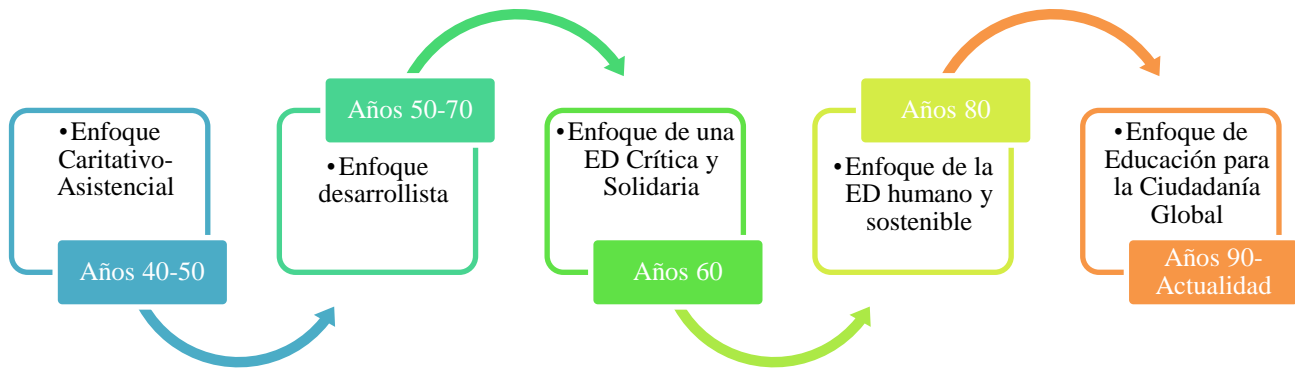 •Enfoque
Caritativo-
Asistencial
Años 40-50
Años 50-70
•Enfoque
desarrollista
•Enfoque de una
ED Crítica y
Solidaria
Años 60
Años 80
•Enfoque de la
ED humano y
sostenible
•Enfoque de
Educación para
la Ciudadanía
Global
Años 90-
Actualidad